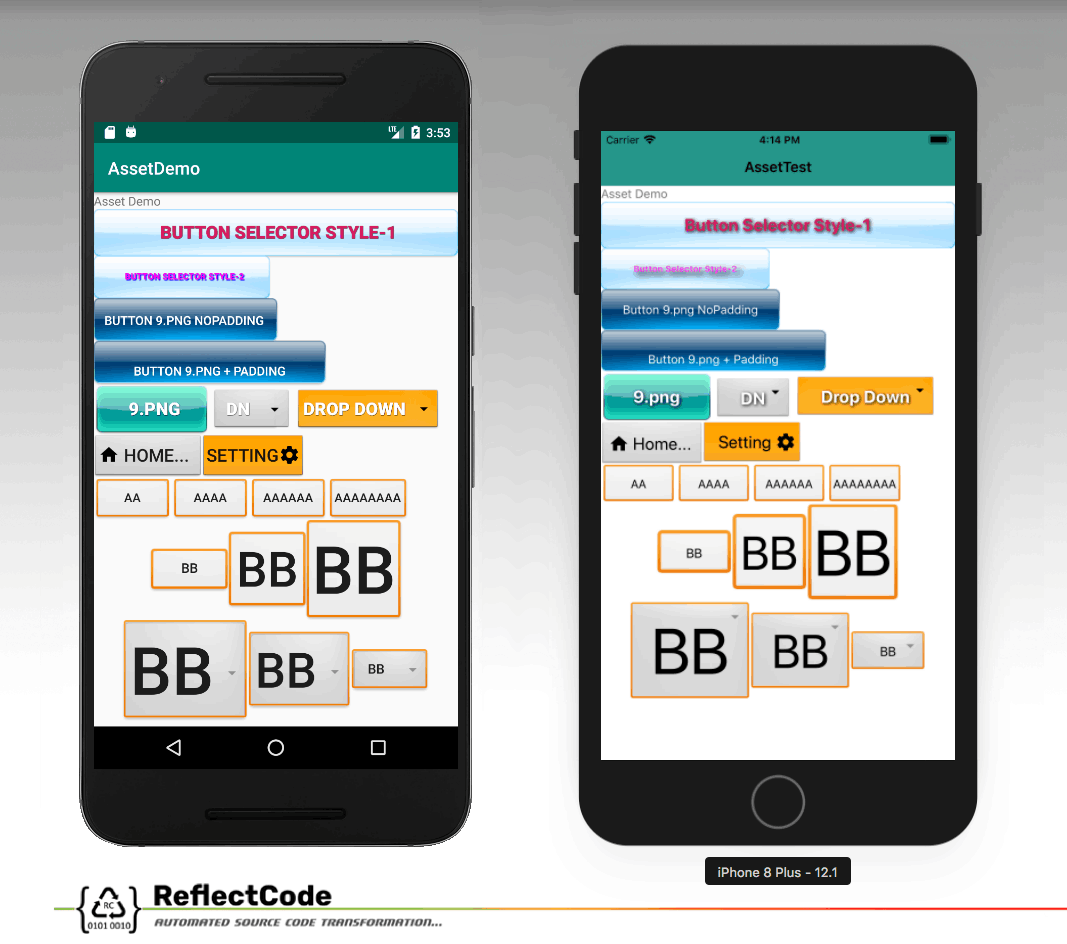 LTE 3:53
AssetDemo
Asset Demo
BUTTON SELECTOR STYLE-1
BUTTON SELECTOR STYLE-2
BUTTON 9.PNG NOPADDING
BUTTON 9.PNG + PADDING
9.PNG DN DROP DOWN
HOME... SETTING
AA AAAA AAAAAA AAAAAAAA
BB BB BB
BB BB BB
Carrier 4:14 PM
AssetTest
Asset Demo
Button Selector Style-1
Button Selector Style-2
Button 9.png NoPadding
Button 9.png + Padding
9.png DN Drop Down
Home... Setting
AA AAAA AAAAAA AAAAAAAA
BB BB BB
BB BB BB
iPhone 8 Plus - 12.1
RC
0101 0010
ReflectCode
AUTOMATED SOURCE CODE TRANSFORMATION...